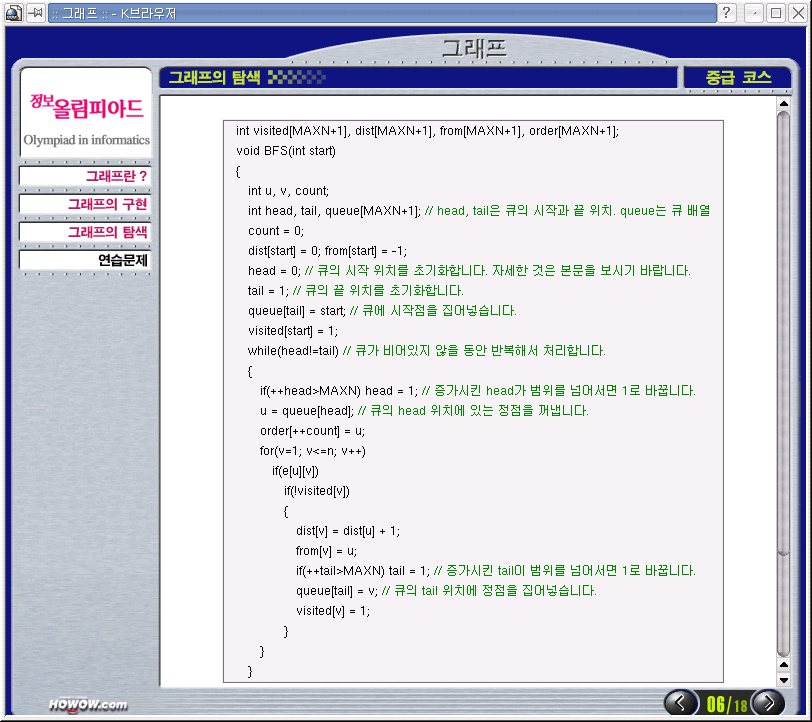 :: 그래프 :: - K브라우저
그래프
그래프의 탐색
중급 코스
정보올림피아드
Olympiad in informatics
그래프란 ?
그래프의 구현
그래프의 탐색
연습문제
int visited[MAXN+1], dist[MAXN+1], from[MAXN+1], order[MAXN+1];
void BFS(int start)
{
int u, v, count;
int head, tail, queue[MAXN+1]; // head, tail은 큐의 시작과 끝 위치. queue는 큐 배열
count = 0;
dist[start] = 0; from[start] = -1;
head = 0; // 큐의 시작 위치를 초기화합니다. 자세한 것은 본문을 보시기 바랍니다.
tail = 1; // 큐의 끝 위치를 초기화합니다.
queue[tail] = start; // 큐에 시작점을 집어넣습니다.
visited[start] = 1;
while(head!=tail) // 큐가 비어있지 않을 동안 반복해서 처리합니다.
{
if(++head>MAXN) head = 1; // 증가시킨 head가 범위를 넘어서면 1로 바꿉니다.
u = queue[head]; // 큐의 head 위치에 있는 정점을 꺼냅니다.
order[++count] = u;
for(v=1; v<=n; v++)
if(e[u][v])
if(!visited[v])
{
dist[v] = dist[u] + 1;
from[v] = u;
if(++tail>MAXN) tail = 1; // 증가시킨 tail이 범위를 넘어서면 1로 바꿉니다.
queue[tail] = v; // 큐의 tail 위치에 정점을 집어넣습니다.
visited[v] = 1;
}
}
}
HOWOW.com
06/18